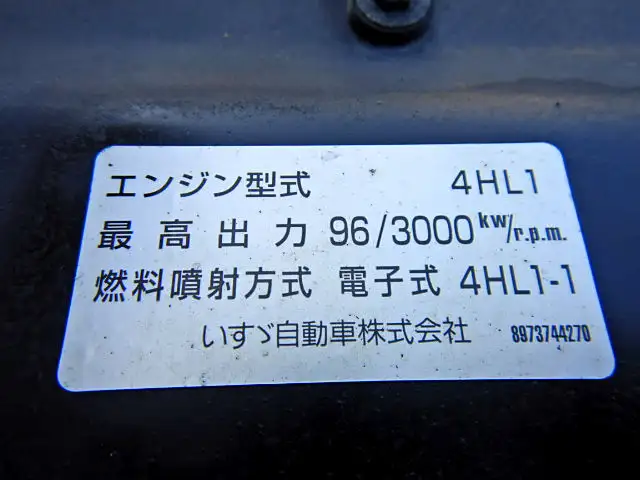 エンジン型式 4HL1
最高出力 96/3000 kw/r.p.m.
燃料噴射方式 電子式 4HL1-1
いすゞ自動車株式会社 8973744270